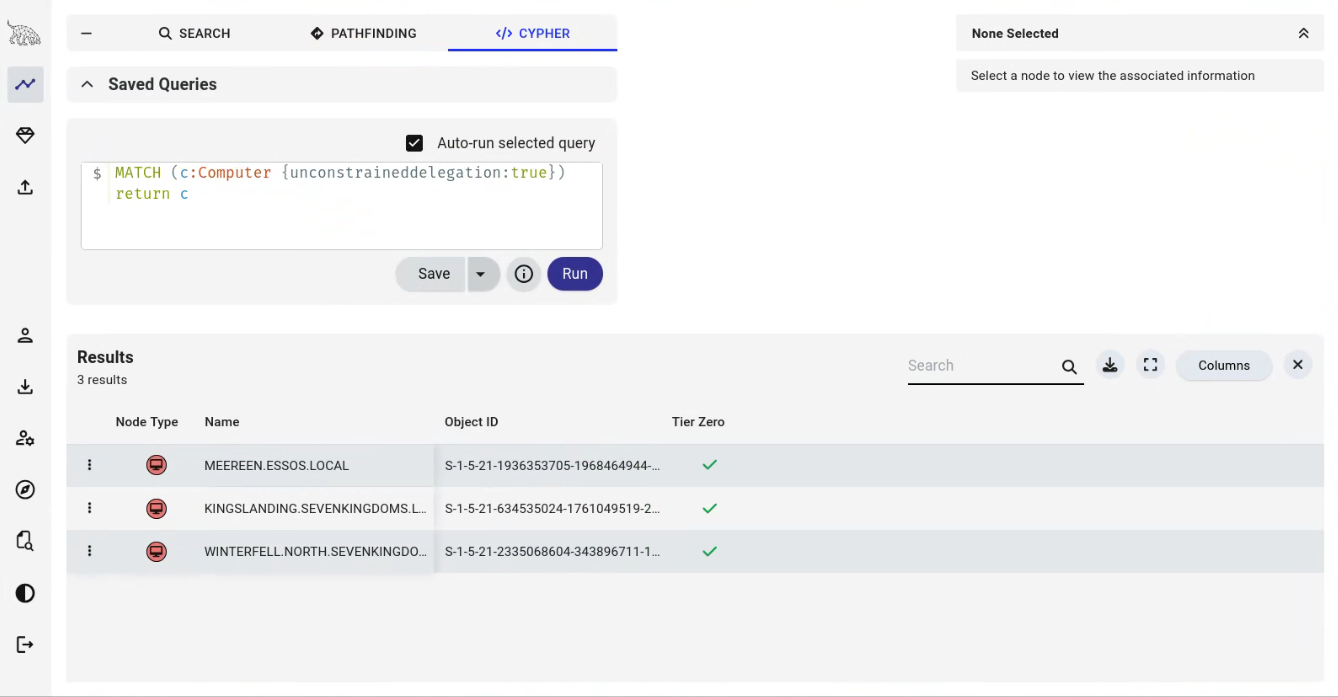 SEARCH
PATHFINDING
</> CYPHER
None Selected
Saved Queries
Select a node to view the associated information
Auto-run selected query
$ MATCH (c:Computer {unconstraineddelegation:true})
return c
Save
Run
Results
3 results
Search
Columns
Node Type Name Object ID Tier Zero
MEEREEN.ESSOS.LOCAL S-1-5-21-1936353705-1968464944-...
KINGSLANDING.SEVENKINGDOMS.L... S-1-5-21-634535024-1761049519-2...
WINTERFELL.NORTH.SEVENKINGDO... S-1-5-21-2335068604-343896711-1...